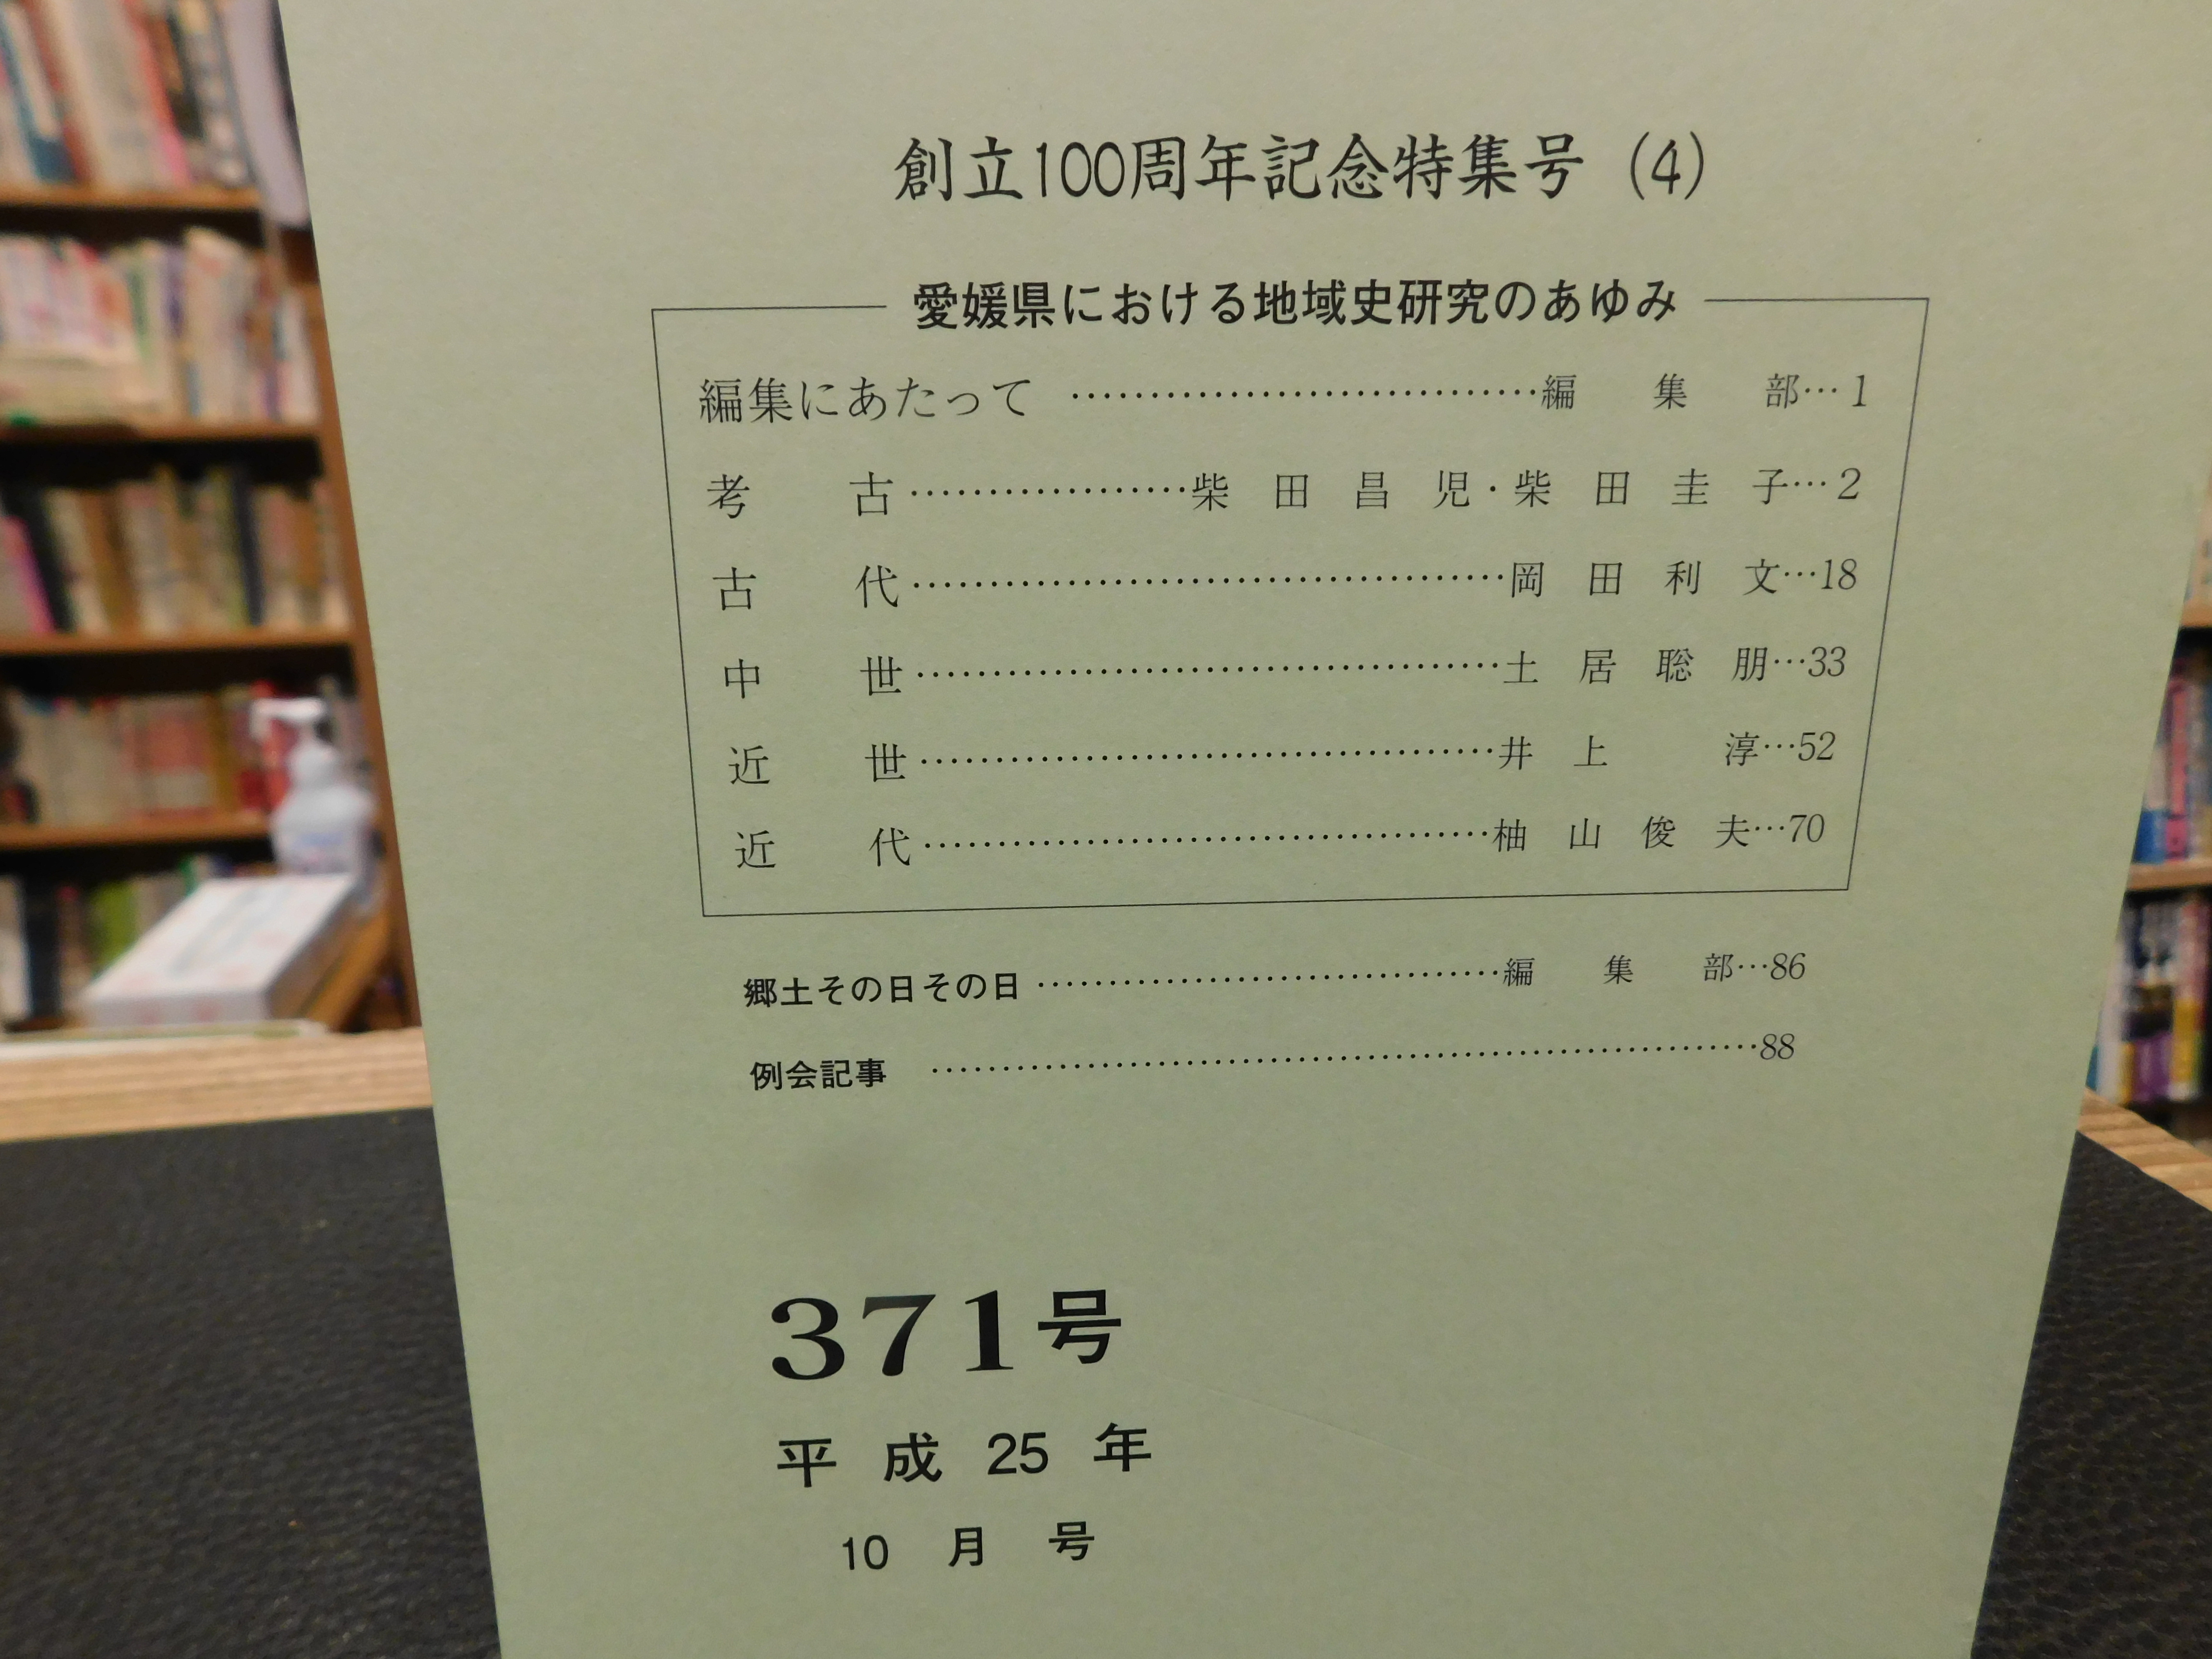 創立100周年記念特集号（4）
愛媛県における地域史研究のあゆみ
編集にあたって……………………………編集部…1
考古………………柴田昌児・柴田圭子…2
古代……………………………………岡田利文…18
中世……………………………………土居聡朋…33
近世……………………………………井上淳…52
近代……………………………………柚山俊夫…70
郷土その日その日……………………………………編集部…86
例会記事……………………………………………………………88
371号
平成25年
10月号